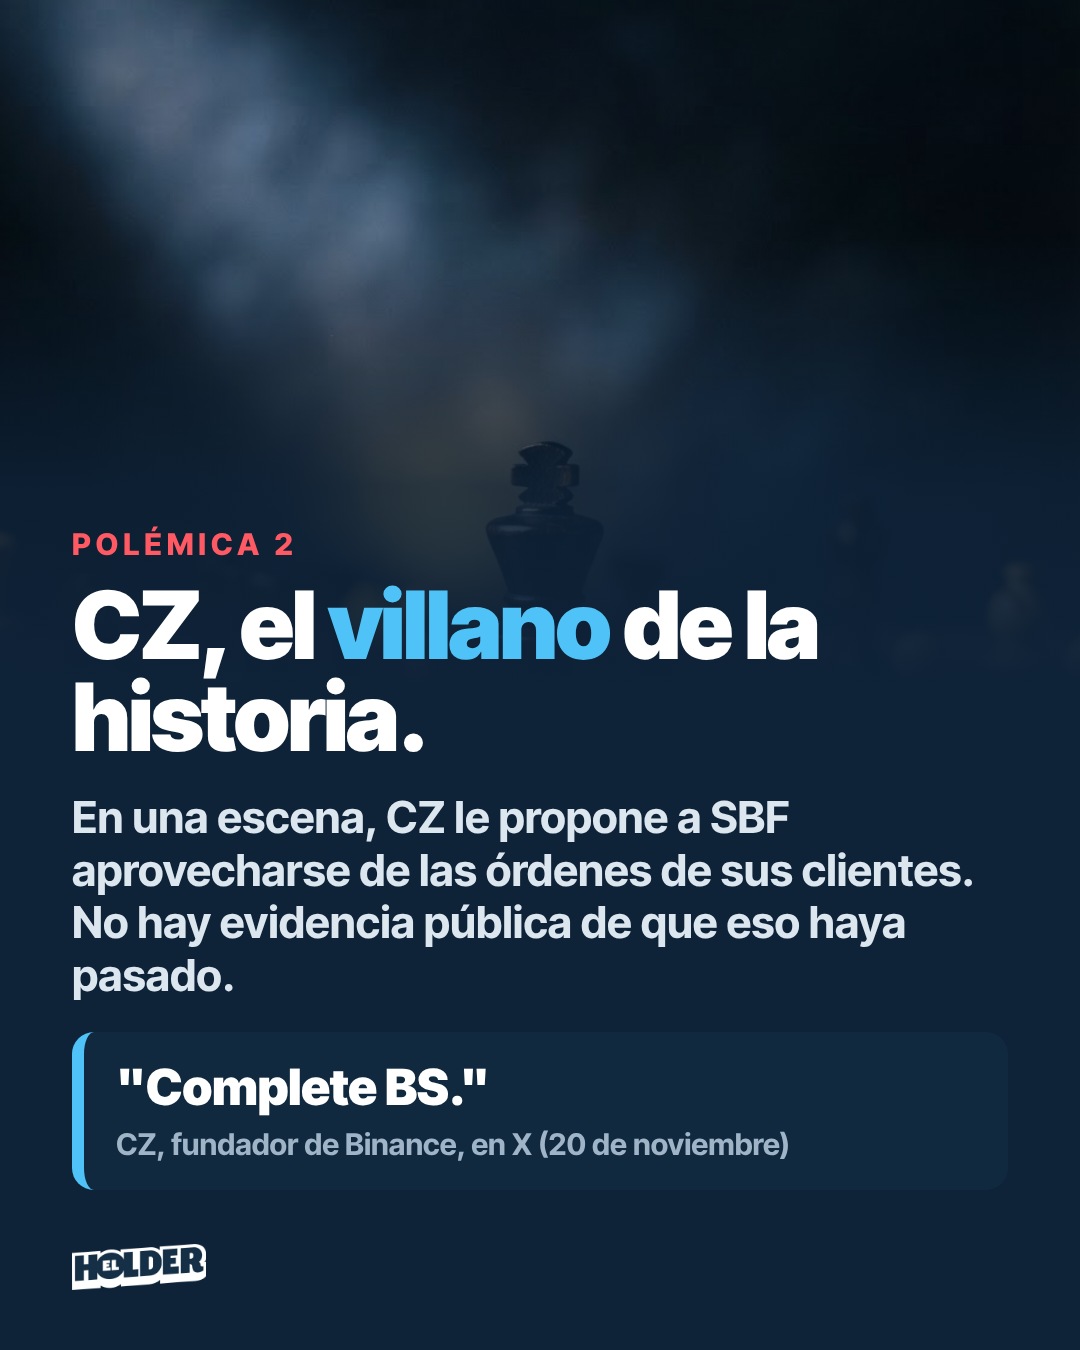 POLÉMICA 2
CZ, el villano de la
historia.
En una escena, CZ le propone a SBF
aprovecharse de las órdenes de sus clientes.
No hay evidencia pública de que eso haya
pasado.
"Complete BS."
CZ, fundador de Binance, en X (20 de noviembre)
EL HOLDER